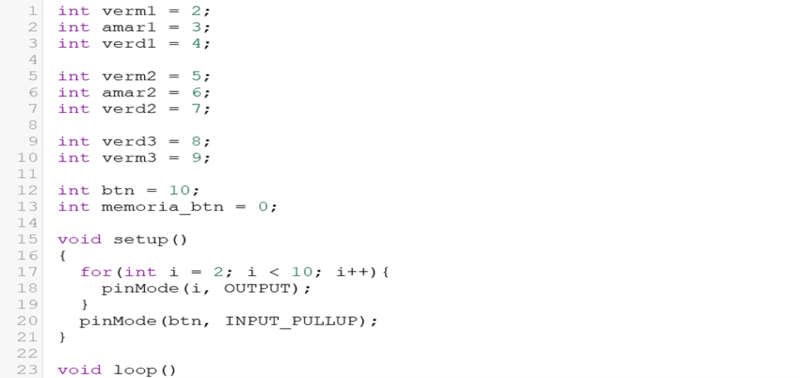 1 int verm1 = 2;
2 int amar1 = 3;
3 int verd1 = 4;
4
5 int verm2 = 5;
6 int amar2 = 6;
7 int verd2 = 7;
8
9 int verd3 = 8;
10 int verm3 = 9;
11
12 int btn = 10;
13 int memoria_btn = 0;
14
15 void setup()
16 {
17   for(int i = 2; i < 10; i++){
18     pinMode(i, OUTPUT);
19   }
20   pinMode(btn, INPUT_PULLUP);
21 }
22
23 void loop()